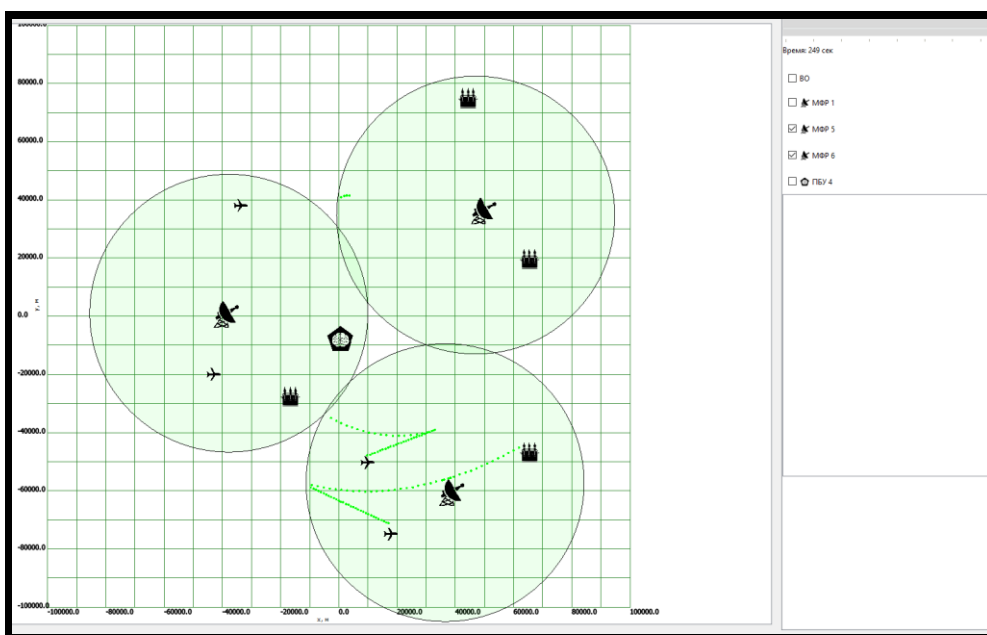 100000.0
Время: 249 сек
80000.0
ВО
МФР 1
60000.0
МФР 5
МФР 6
40000.0
ПБУ 4
20000.0
0.0
у, м
-20000.0
-40000.0
-60000.0
-80000.0
-100000.0
-100000.0 -80000.0 -60000.0 -40000.0 -20000.0 0.0 20000.0 40000.0 60000.0 80000.0 100000.0
х, м